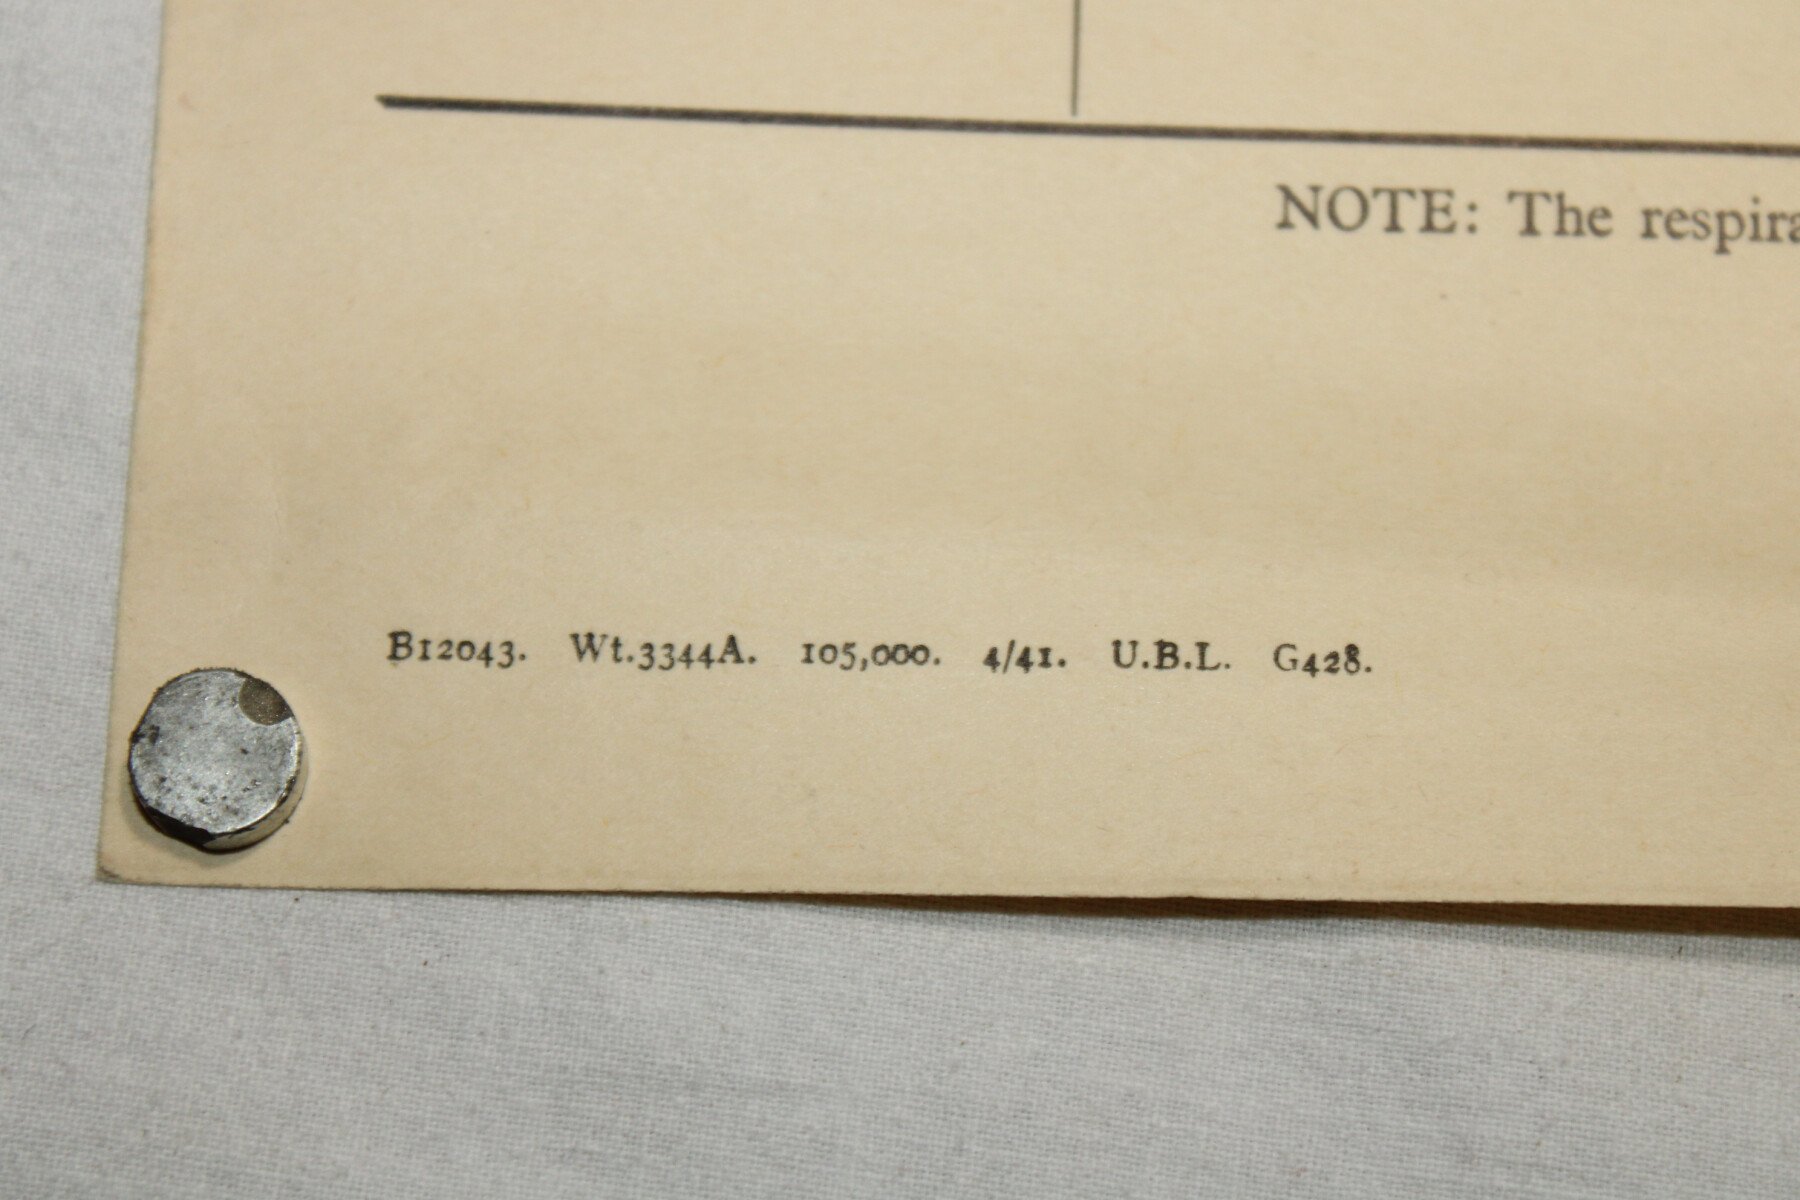 NOTE: The respira
B12043. Wt.3344A. 105,000. 4/41. U.B.L. G428.